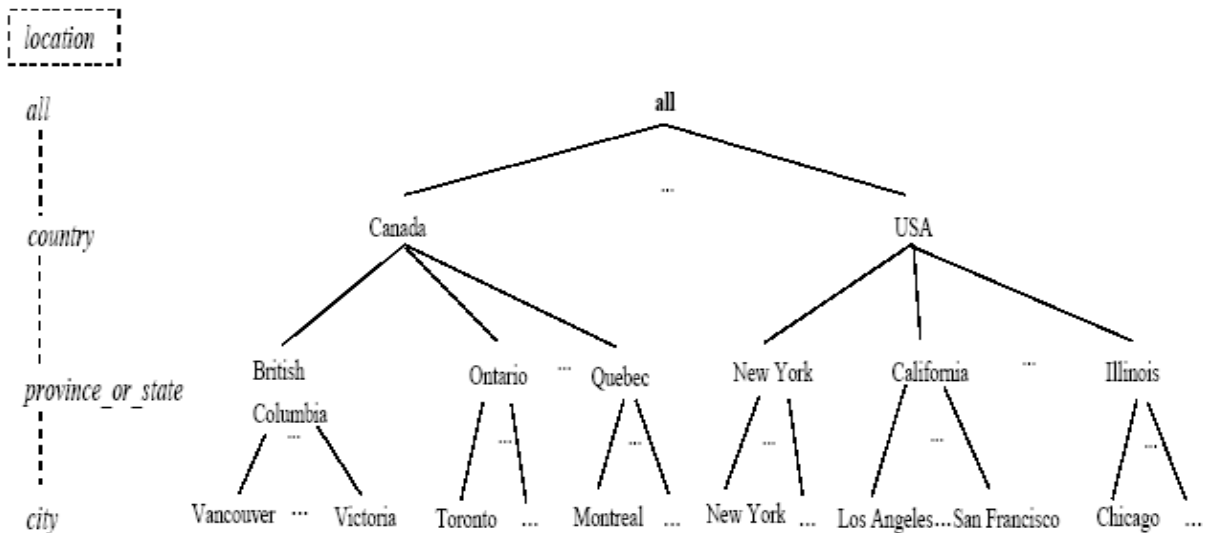 location
all
all
...
country
Canada
USA
province_or_state
British
Columbia
Ontario
...
Quebec
New York
California
...
Illinois
...
...
...
...
...
...
city
Vancouver ... Victoria
Toronto ...
Montreal ...
New York ...
Los Angeles...San Francisco
Chicago ...